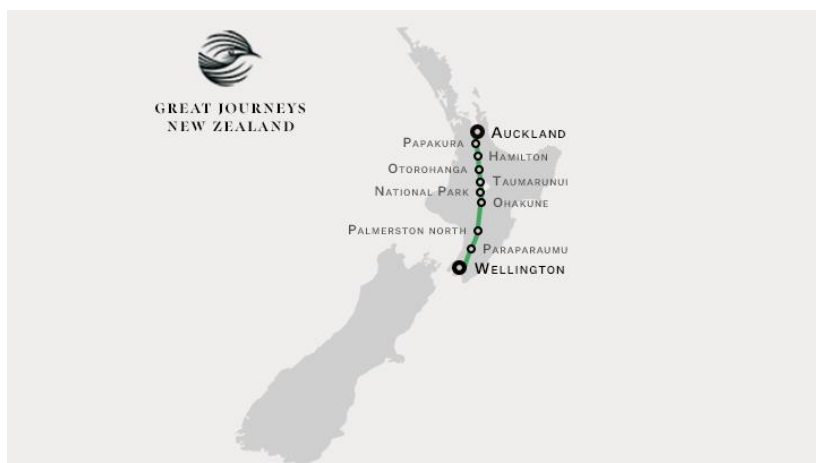 GREAT JOURNEYS
NEW ZEALAND
AUCKLAND
PAPAKURA
HAMILTON
OTOROHANGA
TAUMARUNUI
NATIONAL PARK
OHAKUNE
PALMERSTON NORTH
PARAPARAUMU
WELLINGTON